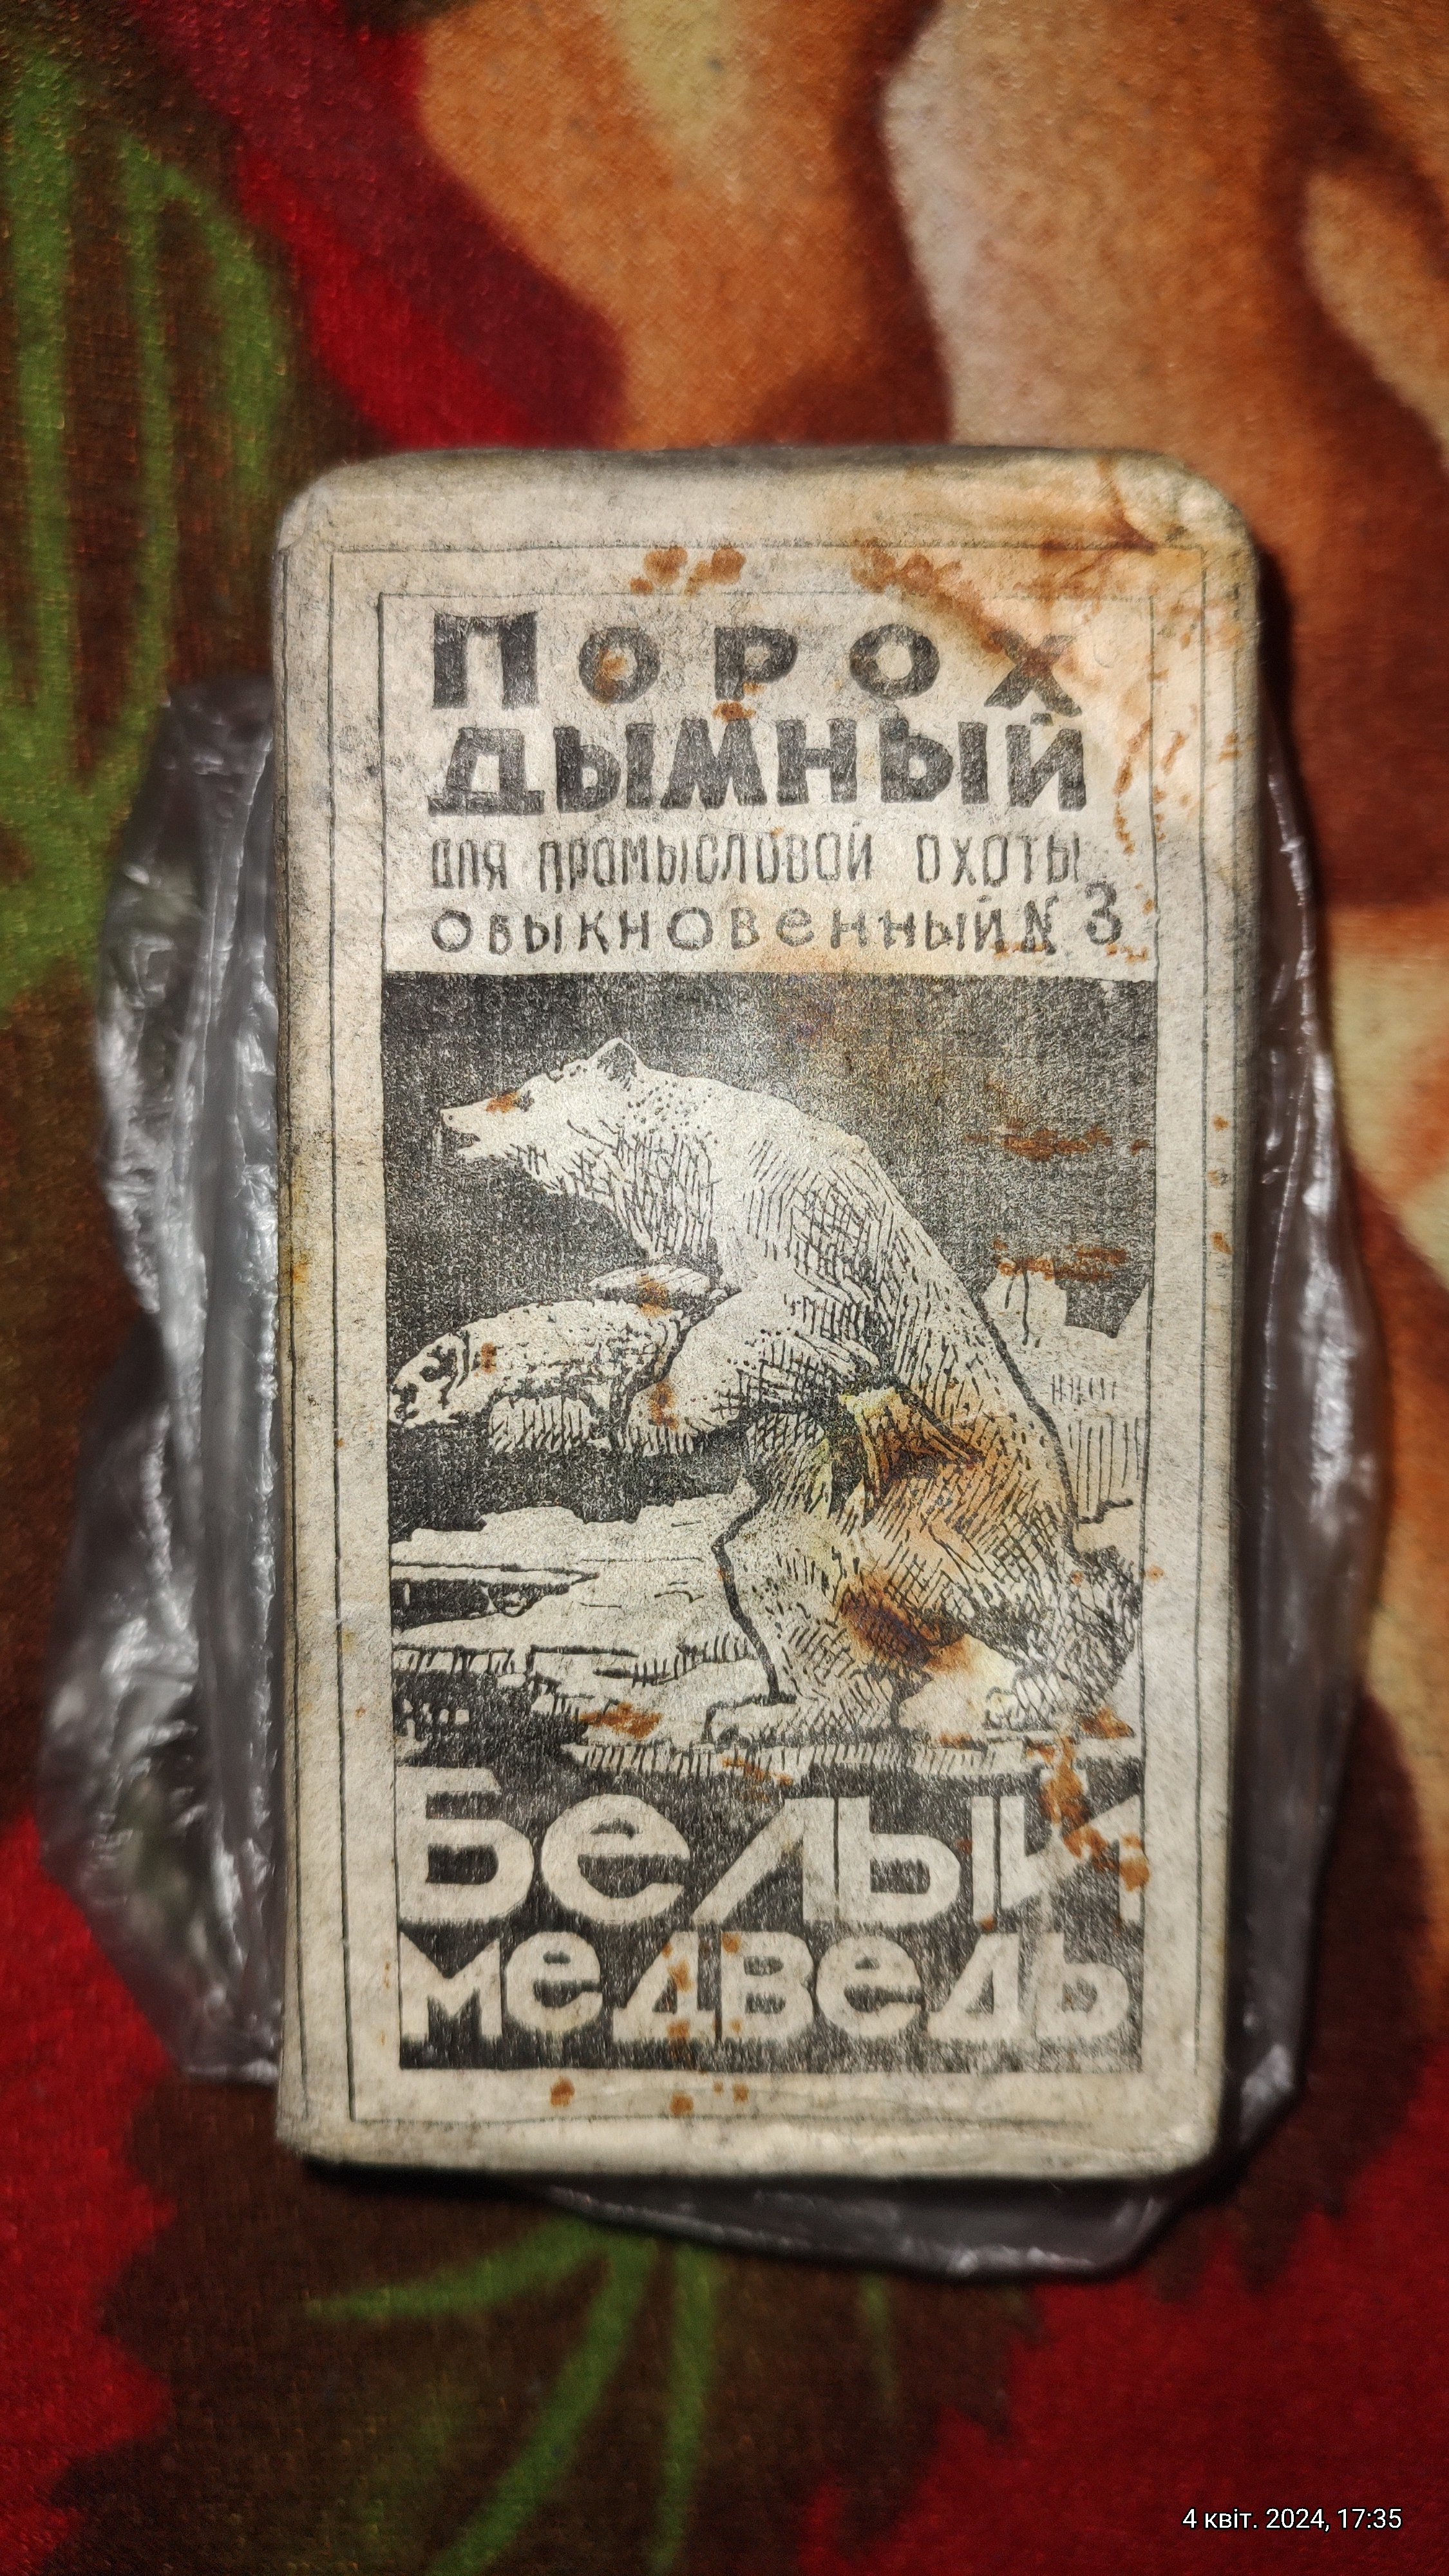 ПОРОХ
ДЫМНЫЙ
ДЛЯ ПРОМЫСЛОВОЙ ОХОТЫ
ОБЫКНОВЕННЫЙ № 3
БЕЛЫЙ
МЕДВЕДЬ
4 квіт. 2024, 17:35